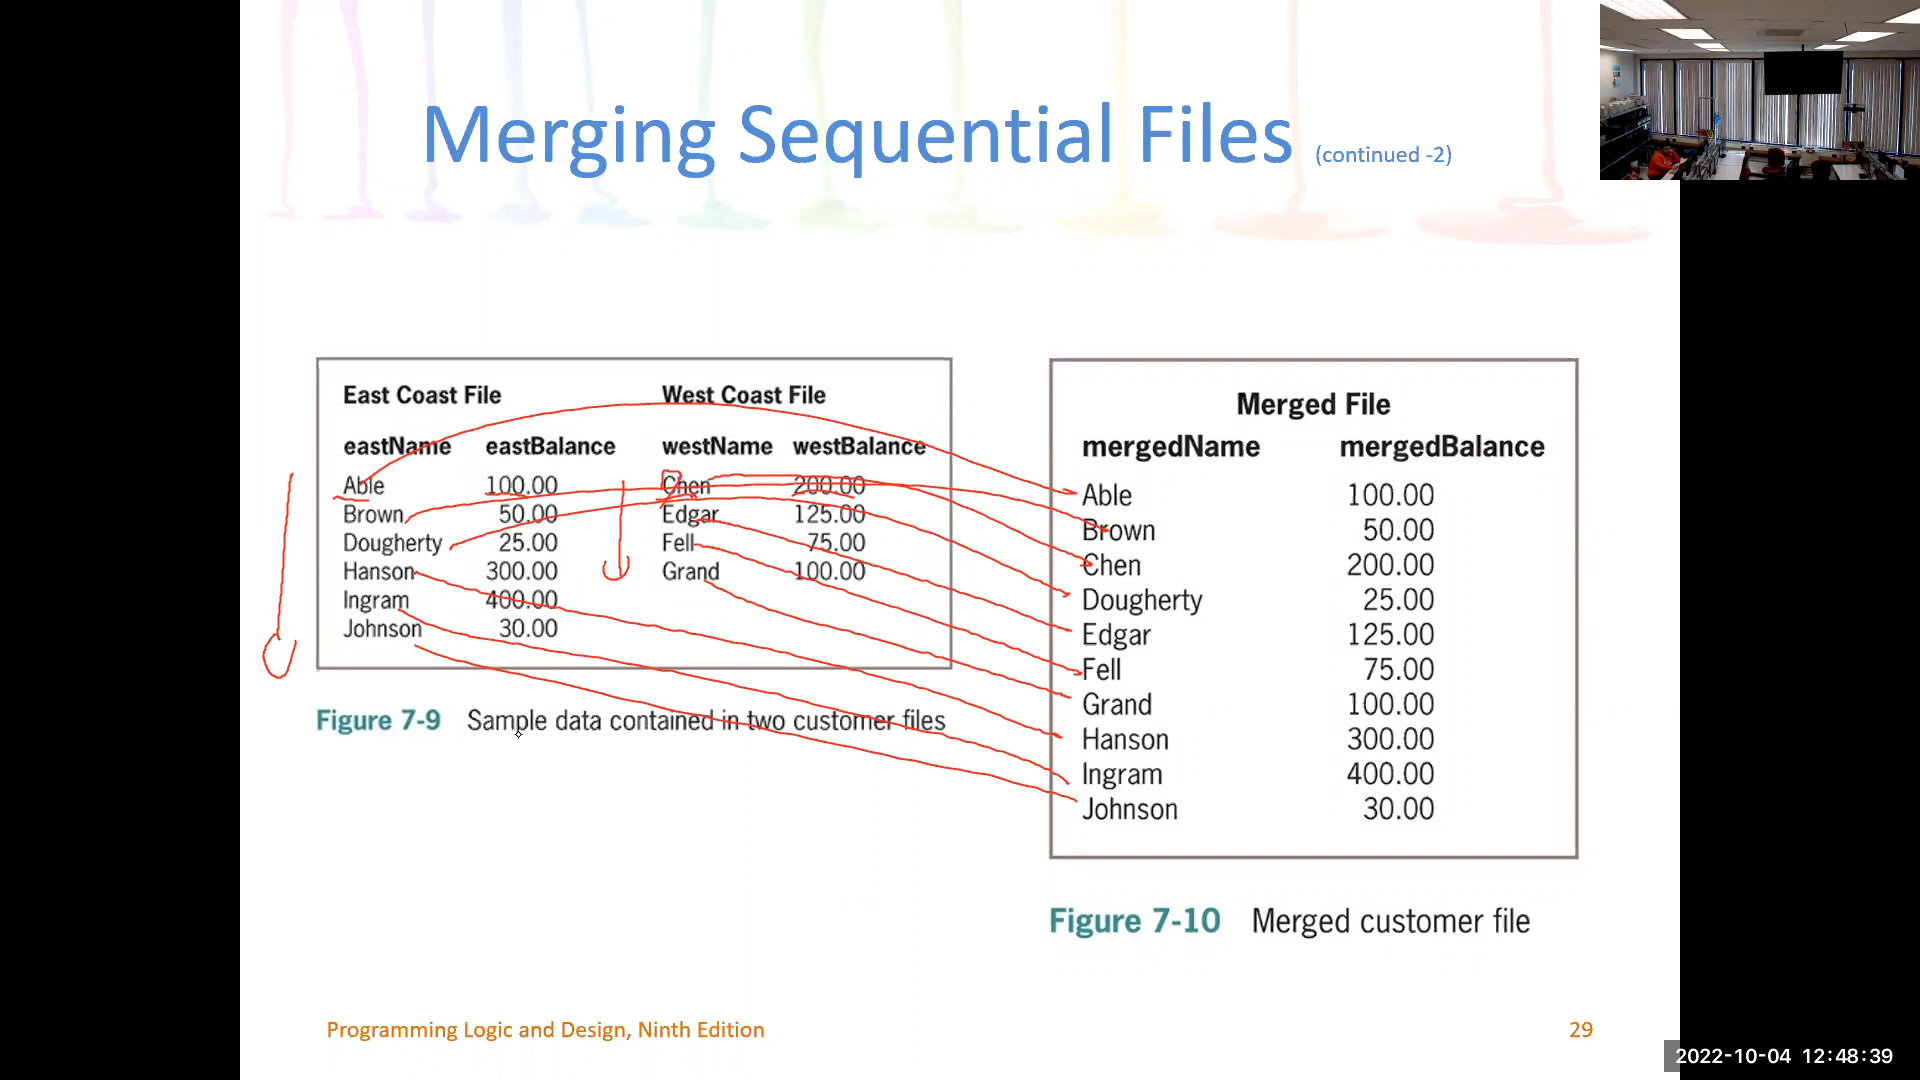 Merging Sequential Files (continued -2)
East Coast File West Coast File
eastName eastBalance westName westBalance
Able 100.00 Chen 200.00
Brown 50.00 Edgar 125.00
Dougherty 25.00 Fell 75.00
Hanson 300.00 Grand 100.00
Ingram 400.00
Johnson 30.00
Figure 7-9 Sample data contained in two customer files
Merged File
mergedName mergedBalance
Able 100.00
Brown 50.00
Chen 200.00
Dougherty 25.00
Edgar 125.00
Fell 75.00
Grand 100.00
Hanson 300.00
Ingram 400.00
Johnson 30.00
Figure 7-10 Merged customer file
Programming Logic and Design, Ninth Edition
29
2022-10-04 12:48:39